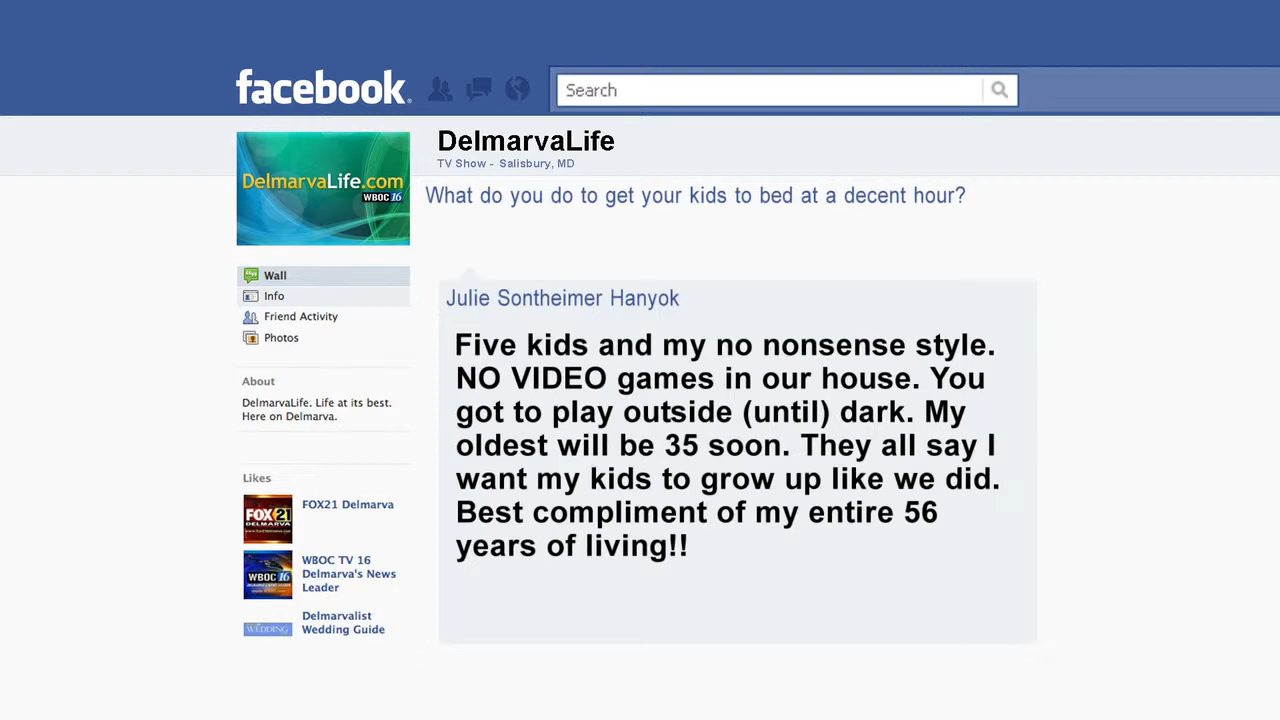 facebook
Search
DelmarvaLife
TV Show - Salisbury, MD
DelmarvaLife.com
WBOC 16
What do you do to get your kids to bed at a decent hour?
Wall
Info
Friend Activity
Photos
About
DelmarvaLife. Life at its best.
Here on Delmarva.
Likes
FOX21
DELMARVA
FOX21 Delmarva
WBOC 16
WBOC TV 16
Delmarva's News
Leader
WEDDING
Delmarvalist
Wedding Guide
Julie Sontheimer Hanyok
Five kids and my no nonsense style.
NO VIDEO games in our house. You
got to play outside (until) dark. My
oldest will be 35 soon. They all say I
want my kids to grow up like we did.
Best compliment of my entire 56
years of living!!